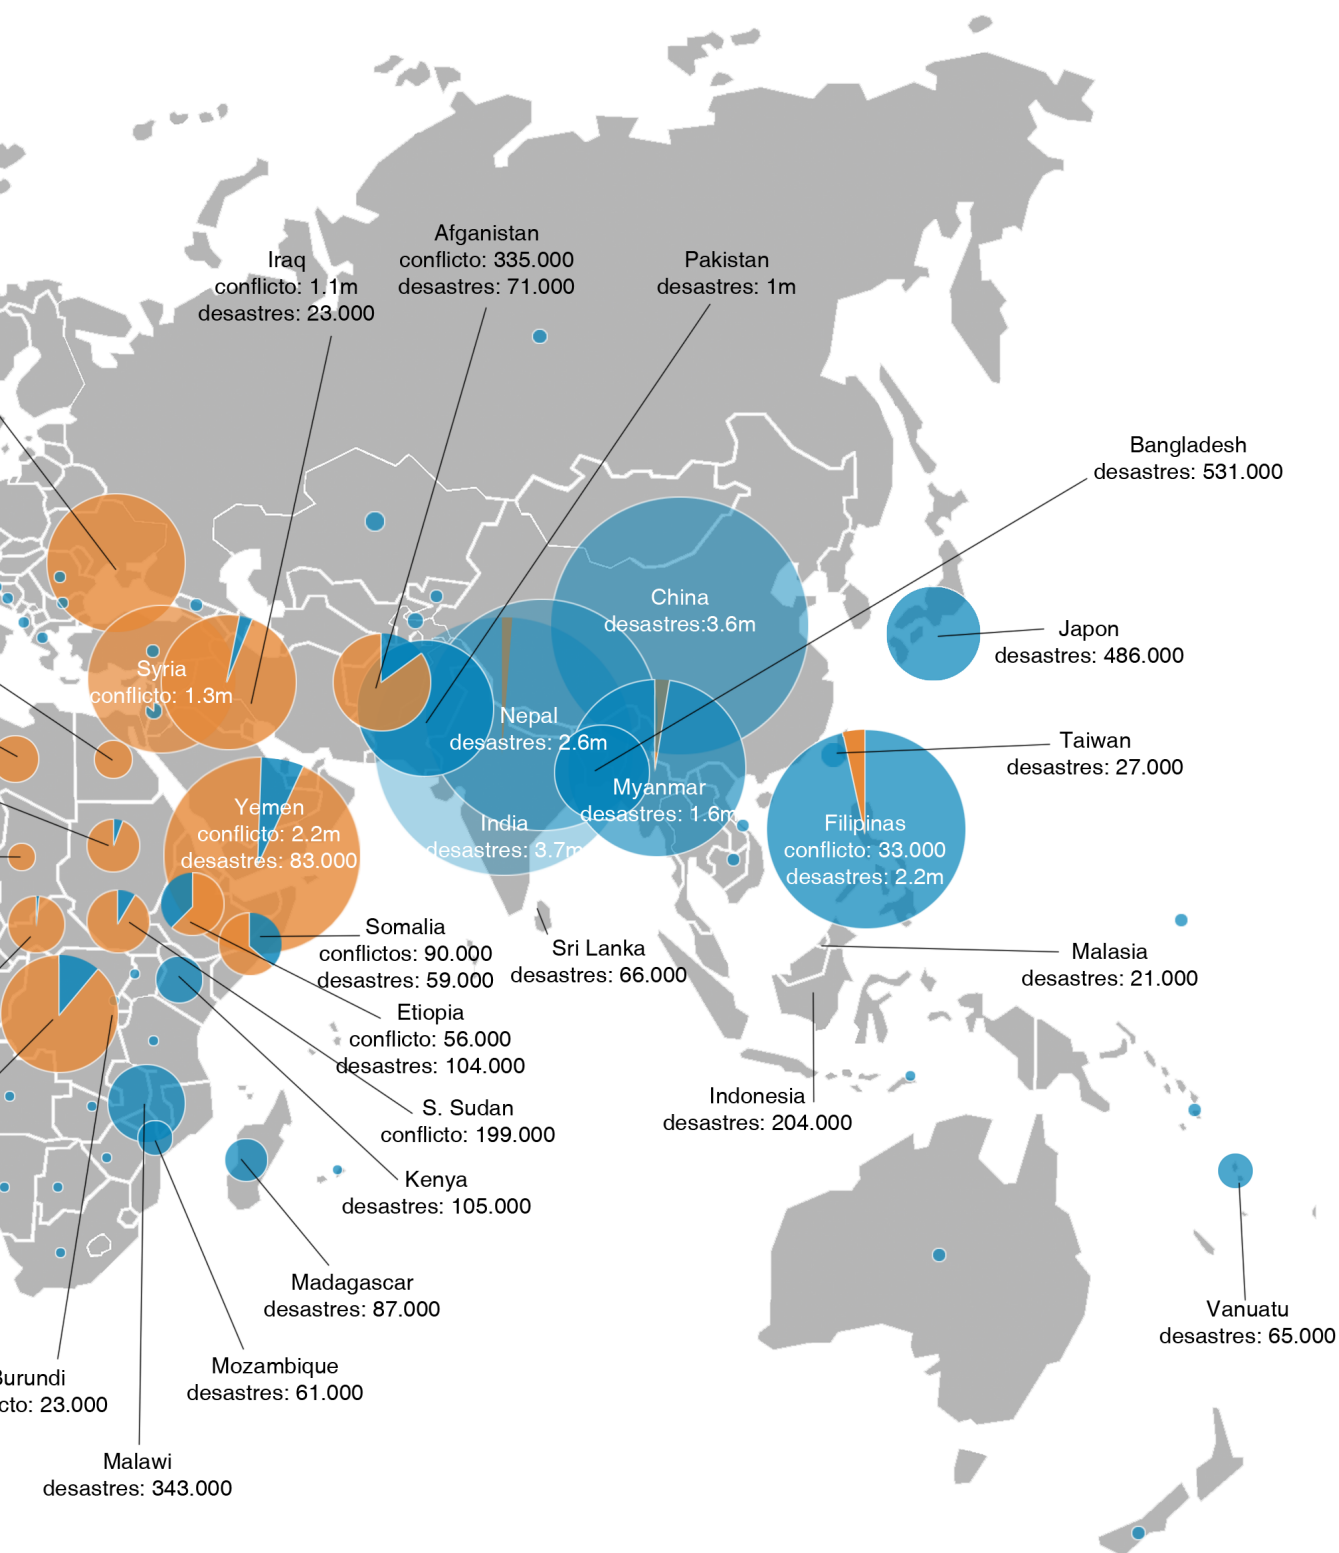 Afganistan
conflicto: 335.000
desastres: 71.000
Iraq
conflicto: 1.1m
desastres: 23.000
Pakistan
desastres: 1m
Bangladesh
desastres: 531.000
China
desastres:3.6m
Japon
desastres: 486.000
Syria
conflicto: 1.3m
Nepal
desastres: 2.6m
Taiwan
desastres: 27.000
Myanmar
desastres: 1.6m
Yemen
conflicto: 2.2m
desastres: 83.000
India
desastres: 3.7m
Filipinas
conflicto: 33.000
desastres: 2.2m
Somalia
conflictos: 90.000
desastres: 59.000
Sri Lanka
desastres: 66.000
Malasia
desastres: 21.000
Etiopia
conflicto: 56.000
desastres: 104.000
Indonesia
desastres: 204.000
S. Sudan
conflicto: 199.000
Kenya
desastres: 105.000
Madagascar
desastres: 87.000
Vanuatu
desastres: 65.000
Mozambique
desastres: 61.000
Burundi
cto: 23.000
Malawi
desastres: 343.000